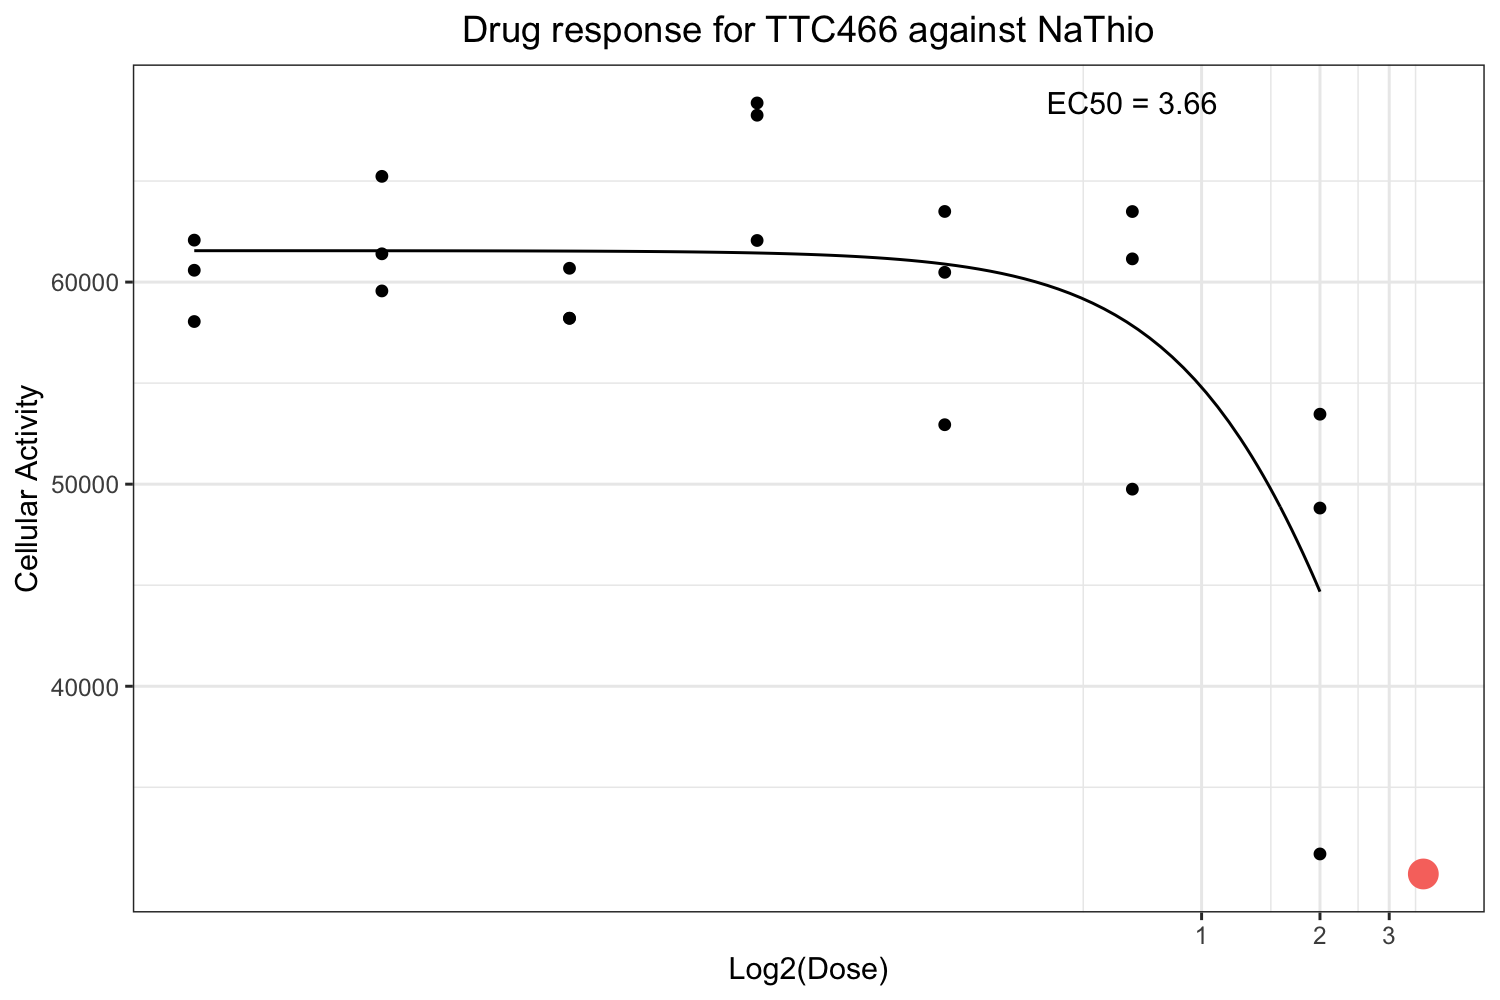 Drug response for TTC466 against NaThio
EC50 = 3.66
60000
50000
40000
Cellular Activity
1 2 3
Log2(Dose)